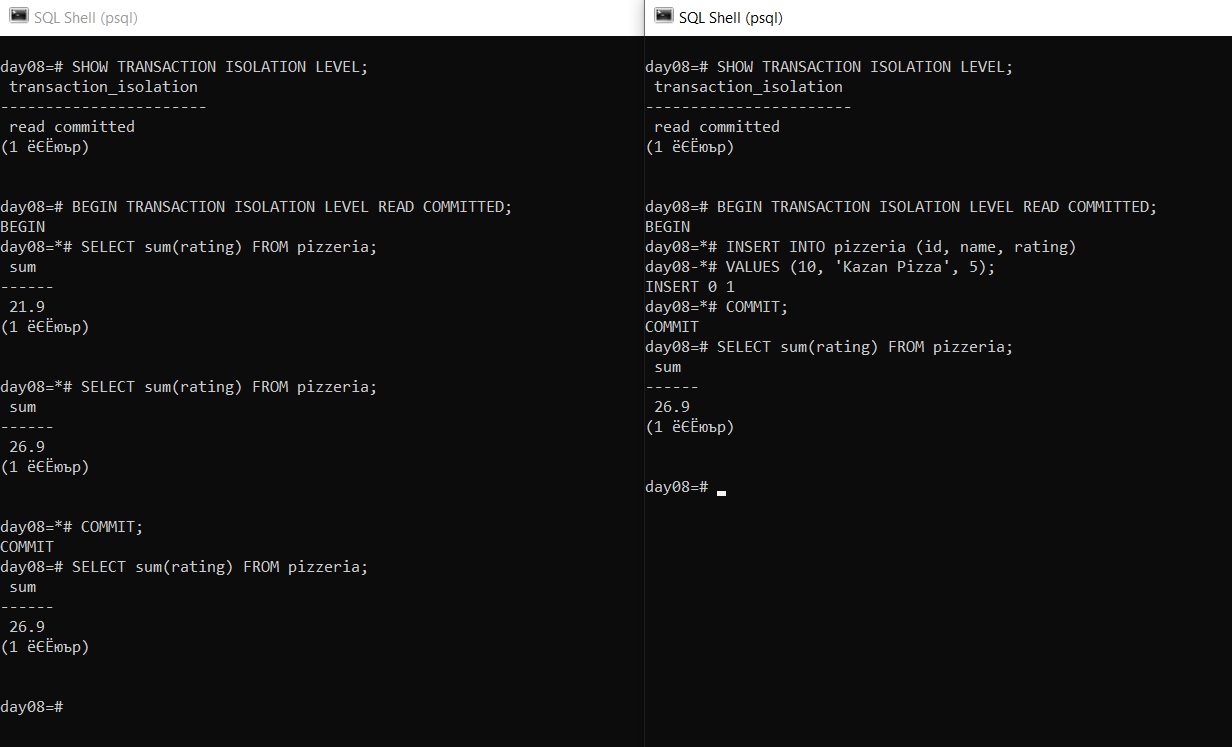 SQL Shell (psql)
day08=# SHOW TRANSACTION ISOLATION LEVEL;
 transaction_isolation
-----------------------
 read committed
(1 ёЄЁюър)
day08=# BEGIN TRANSACTION ISOLATION LEVEL READ COMMITTED;
BEGIN
day08=*# SELECT sum(rating) FROM pizzeria;
 sum
------
 21.9
(1 ёЄЁюър)
day08=*# SELECT sum(rating) FROM pizzeria;
 sum
------
 26.9
(1 ёЄЁюър)
day08=*# COMMIT;
COMMIT
day08=# SELECT sum(rating) FROM pizzeria;
 sum
------
 26.9
(1 ёЄЁюър)
day08=#
SQL Shell (psql)
day08=# SHOW TRANSACTION ISOLATION LEVEL;
 transaction_isolation
-----------------------
 read committed
(1 ёЄЁюър)
day08=# BEGIN TRANSACTION ISOLATION LEVEL READ COMMITTED;
BEGIN
day08=*# INSERT INTO pizzeria (id, name, rating)
day08-*# VALUES (10, 'Kazan Pizza', 5);
INSERT 0 1
day08=*# COMMIT;
COMMIT
day08=# SELECT sum(rating) FROM pizzeria;
 sum
------
 26.9
(1 ёЄЁюър)
day08=#